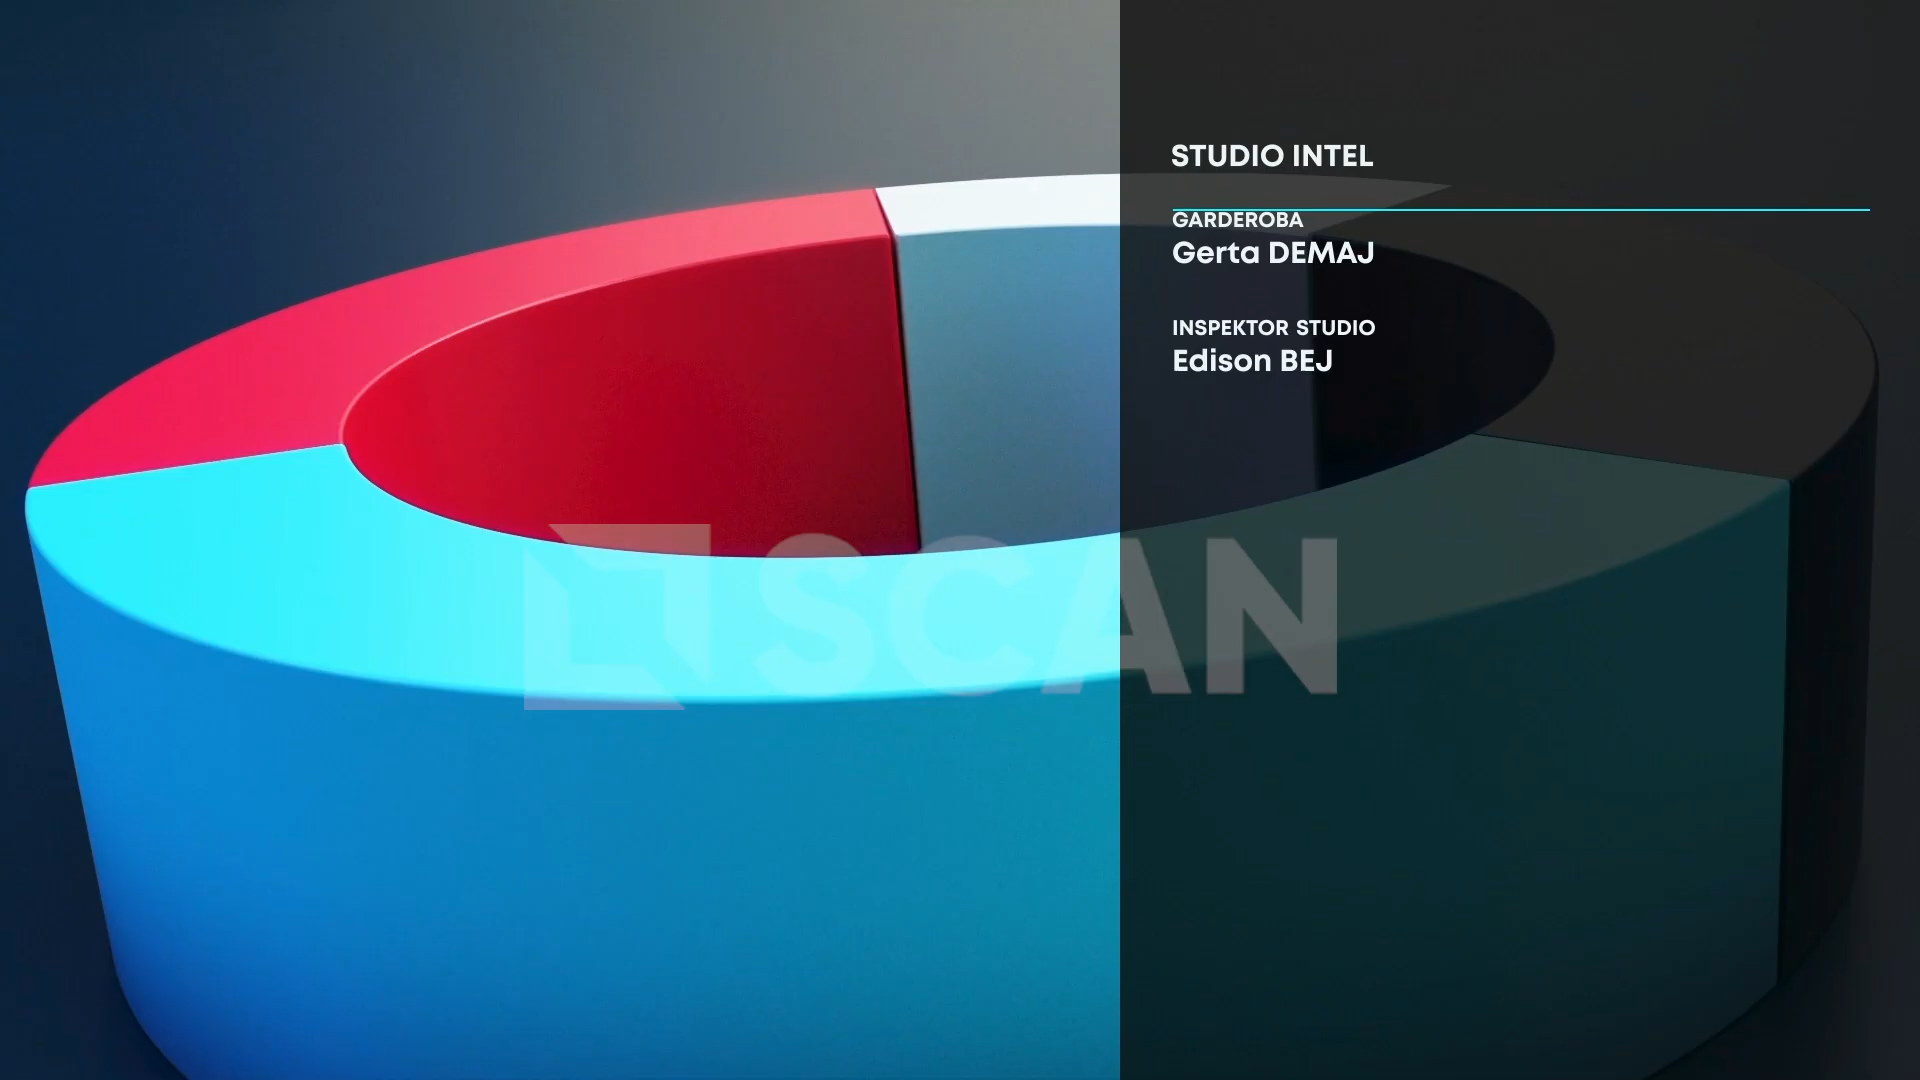 STUDIO INTEL
GARDEROBA
Gerta DEMAJ
INSPEKTOR STUDIO
Edison BEJ
SCAN